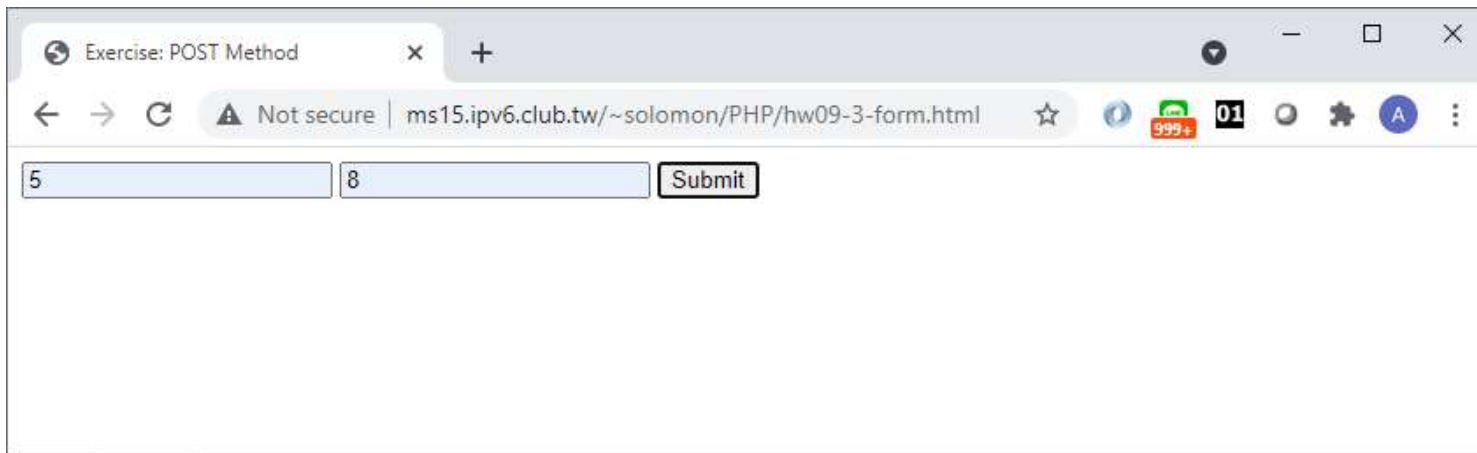 Exercise: POST Method
Not secure | ms15.ipv6.club.tw/~solomon/PHP/hw09-3-form.html 999+ 01 A
5 8 Submit